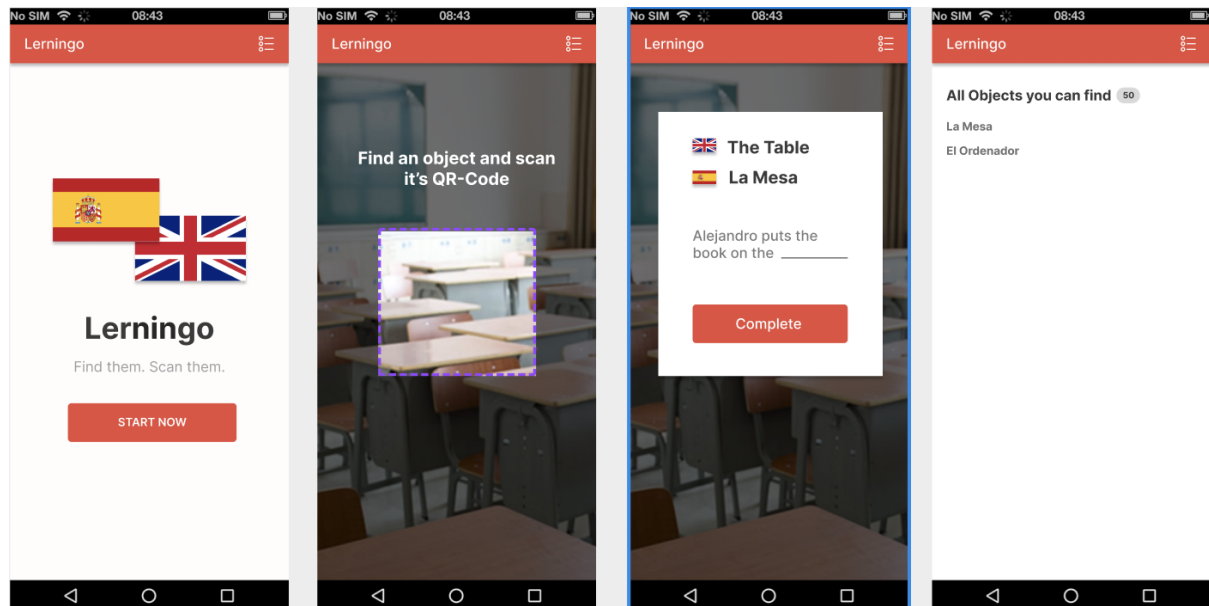 No SIM 08:43
Lerningo
Lerningo
Find them. Scan them.
START NOW
No SIM 08:43
Lerningo
Find an object and scan
it's QR-Code
No SIM 08:43
Lerningo
The Table
La Mesa
Alejandro puts the
book on the ________
Complete
No SIM 08:43
Lerningo
All Objects you can find 50
La Mesa
El Ordenador